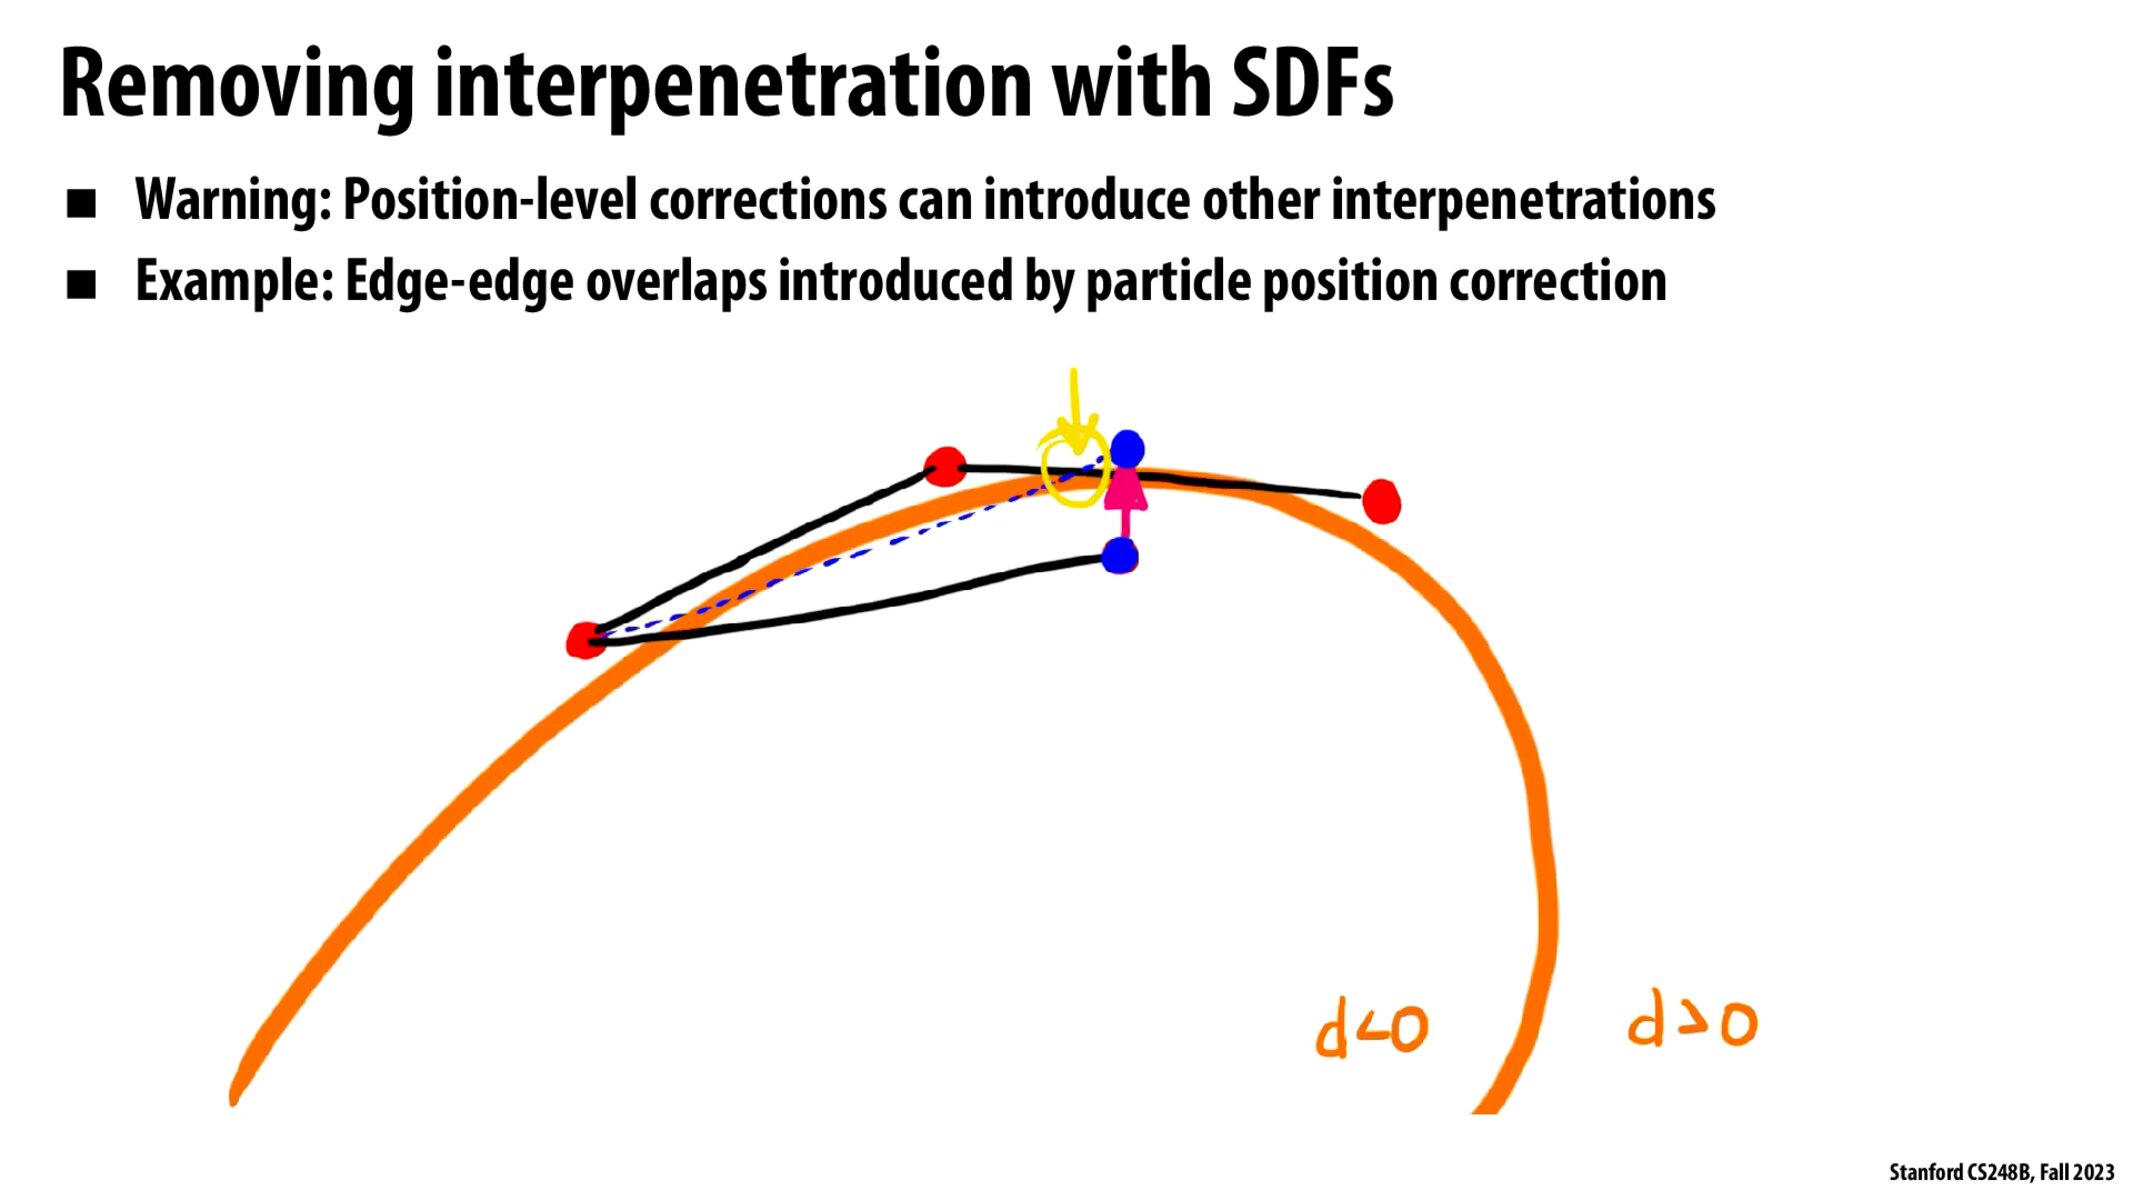 Removing interpenetration with SDFs
■ Warning: Position-level corrections can introduce other interpenetrations
■ Example: Edge-edge overlaps introduced by particle position correction
d<0 d>0
Stanford CS248B, Fall 2023